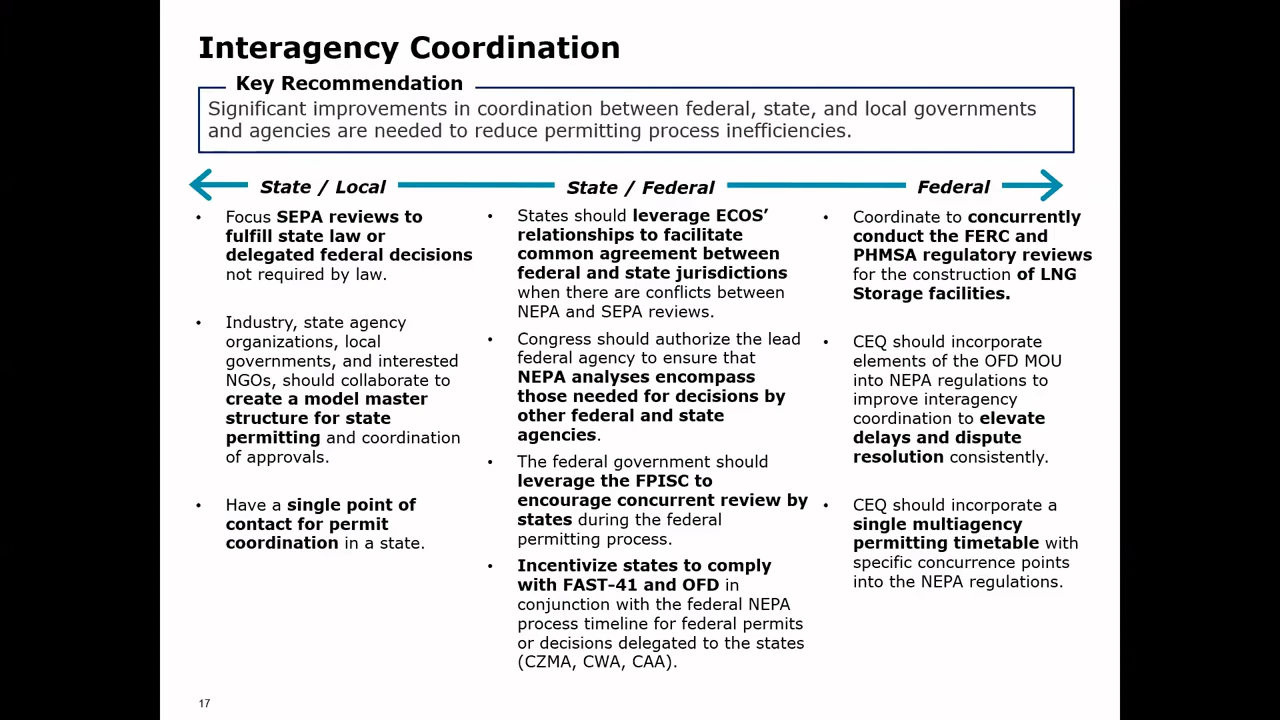 Interagency Coordination
Key Recommendation
Significant improvements in coordination between federal, state, and local governments
and agencies are needed to reduce permitting process inefficiencies.
State / Local
• Focus SEPA reviews to
fulfill state law or
delegated federal decisions
not required by law.
• Industry, state agency
organizations, local
governments, and interested
NGOs, should collaborate to
create a model master
structure for state
permitting and coordination
of approvals.
• Have a single point of
contact for permit
coordination in a state.
State / Federal
• States should leverage ECOS’
relationships to facilitate
common agreement between
federal and state jurisdictions
when there are conflicts between
NEPA and SEPA reviews.
• Congress should authorize the lead
federal agency to ensure that
NEPA analyses encompass
those needed for decisions by
other federal and state
agencies.
• The federal government should
leverage the FPISC to
encourage concurrent review by
states during the federal
permitting process.
• Incentivize states to comply
with FAST-41 and OFD in
conjunction with the federal NEPA
process timeline for federal permits
or decisions delegated to the states
(CZMA, CWA, CAA).
Federal
• Coordinate to concurrently
conduct the FERC and
PHMSA regulatory reviews
for the construction of LNG
Storage facilities.
• CEQ should incorporate
elements of the OFD MOU
into NEPA regulations to
improve interagency
coordination to elevate
delays and dispute
resolution consistently.
• CEQ should incorporate a
single multiagency
permitting timetable with
specific concurrence points
into the NEPA regulations.
17